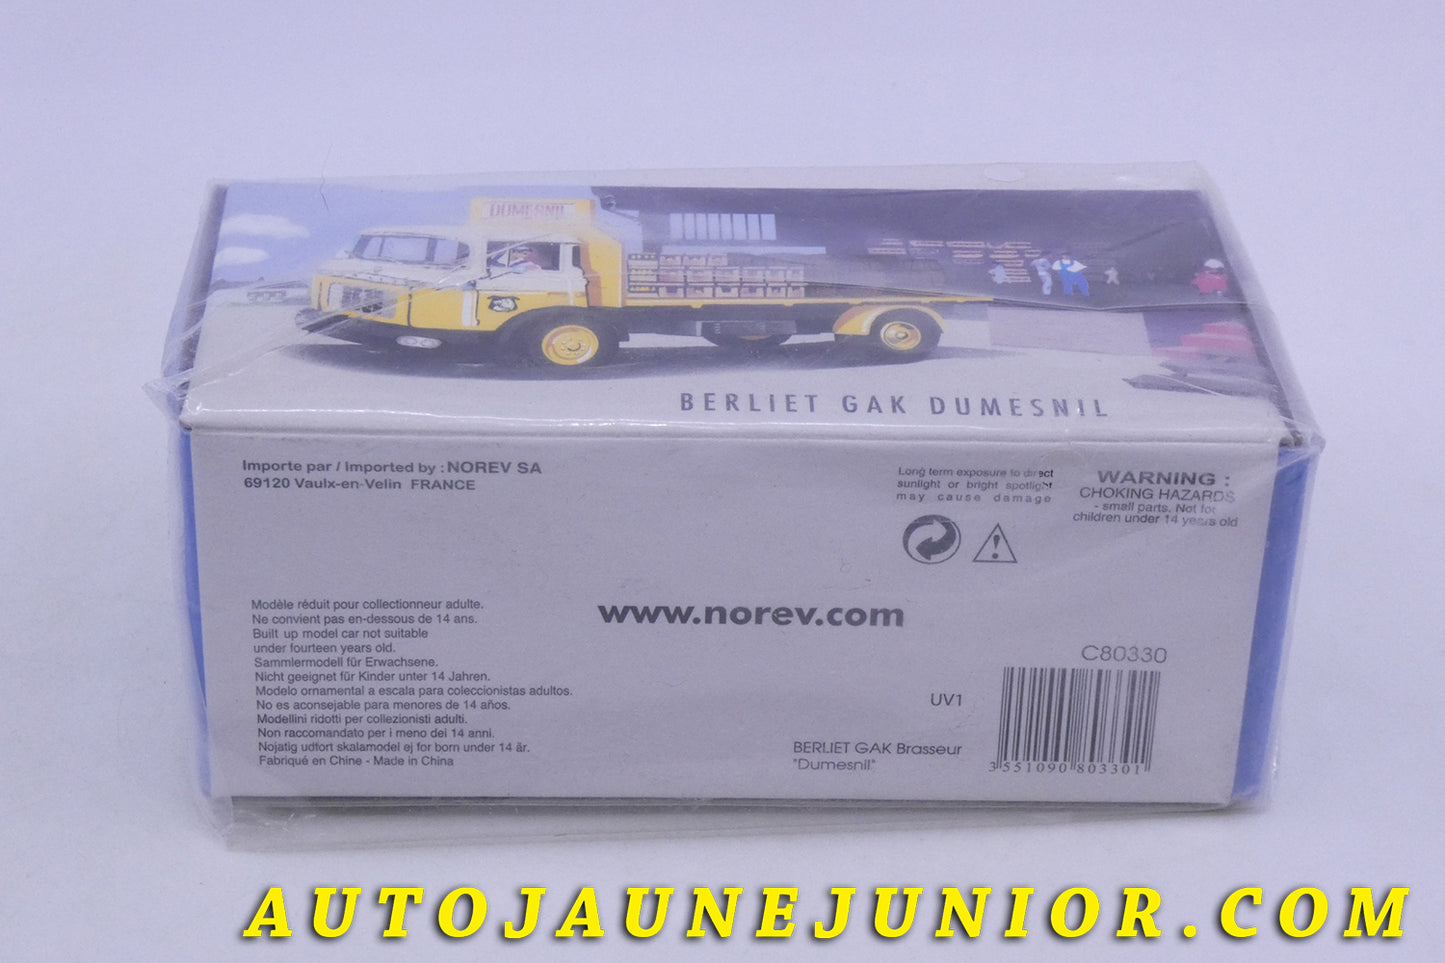 DUMESNIL
BERLIET GAK DUMESNIL
Importe par / Imported by : NOREV SA
69120 Vaulx-en-Velin FRANCE
Long term exposure to direct
sunlight or bright spotlight
may cause damage
WARNING :
CHOKING HAZARDS
- small parts. Not for
children under 14 years old
Modèle réduit pour collectionneur adulte.
Ne convient pas en-dessous de 14 ans.
Built up model car not suitable
under fourteen years old.
Sammlermodell für Erwachsene.
Nicht geeignet für Kinder unter 14 Jahren.
Modelo ornamental a escala para coleccionistas adultos.
No es aconsejable para menores de 14 años.
Modellini ridotti per collezionisti adulti.
Non raccomandato per i meno dei 14 anni.
Nojatig udfort skalamodel ej for born under 14 år.
Fabriqué en Chine - Made in China
www.norev.com
C80330
UV1
BERLIET GAK Brasseur
"Dumesnil"
3 551090 803301
AUTOJAUNEJUNIOR.COM